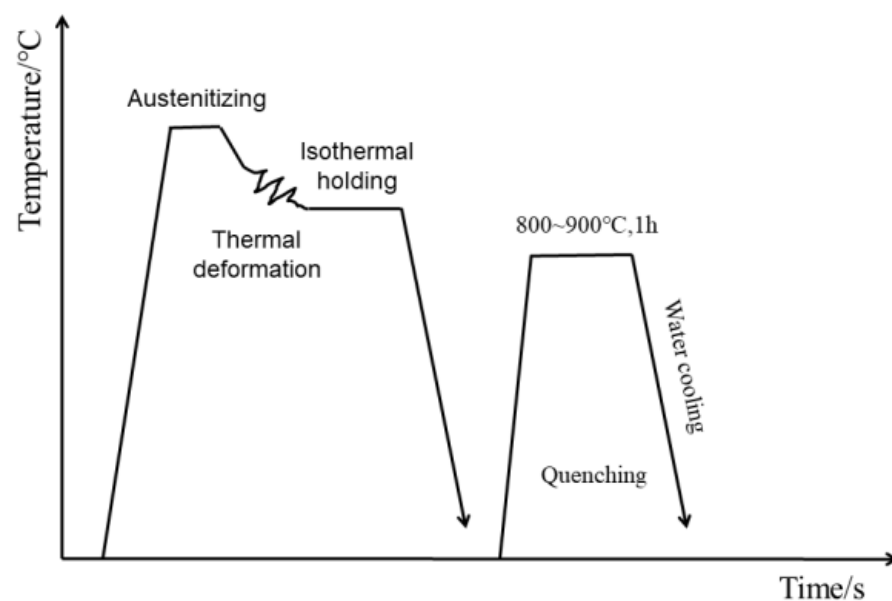 Temperature/°C
Austenitizing
Isothermal
holding
Thermal
deformation
800~900°C,1h
Water cooling
Quenching
Time/s